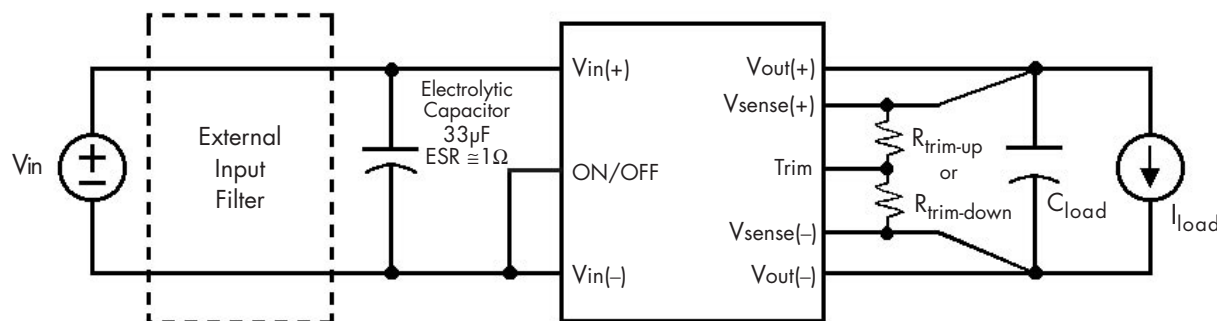 Vin
External
Input
Filter
Electrolytic
Capacitor
33µF
ESR ≅1Ω
Vin(+)
ON/OFF
Vin(–)
Vout(+)
Vsense(+)
Trim
Vsense(–)
Vout(–)
Rtrim-up
or
Rtrim-down
Cload
Iload